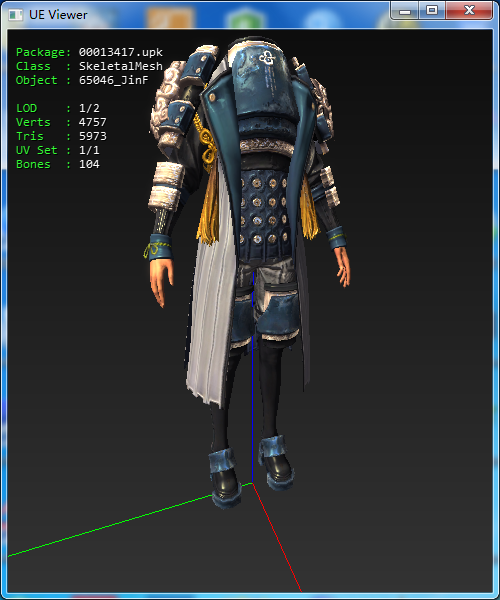 UE Viewer
Package: 00013417.upk
Class : SkeletalMesh
Object : 65046_JinF
LOD : 1/2
Verts : 4757
Tris : 5973
UV Set : 1/1
Bones : 104